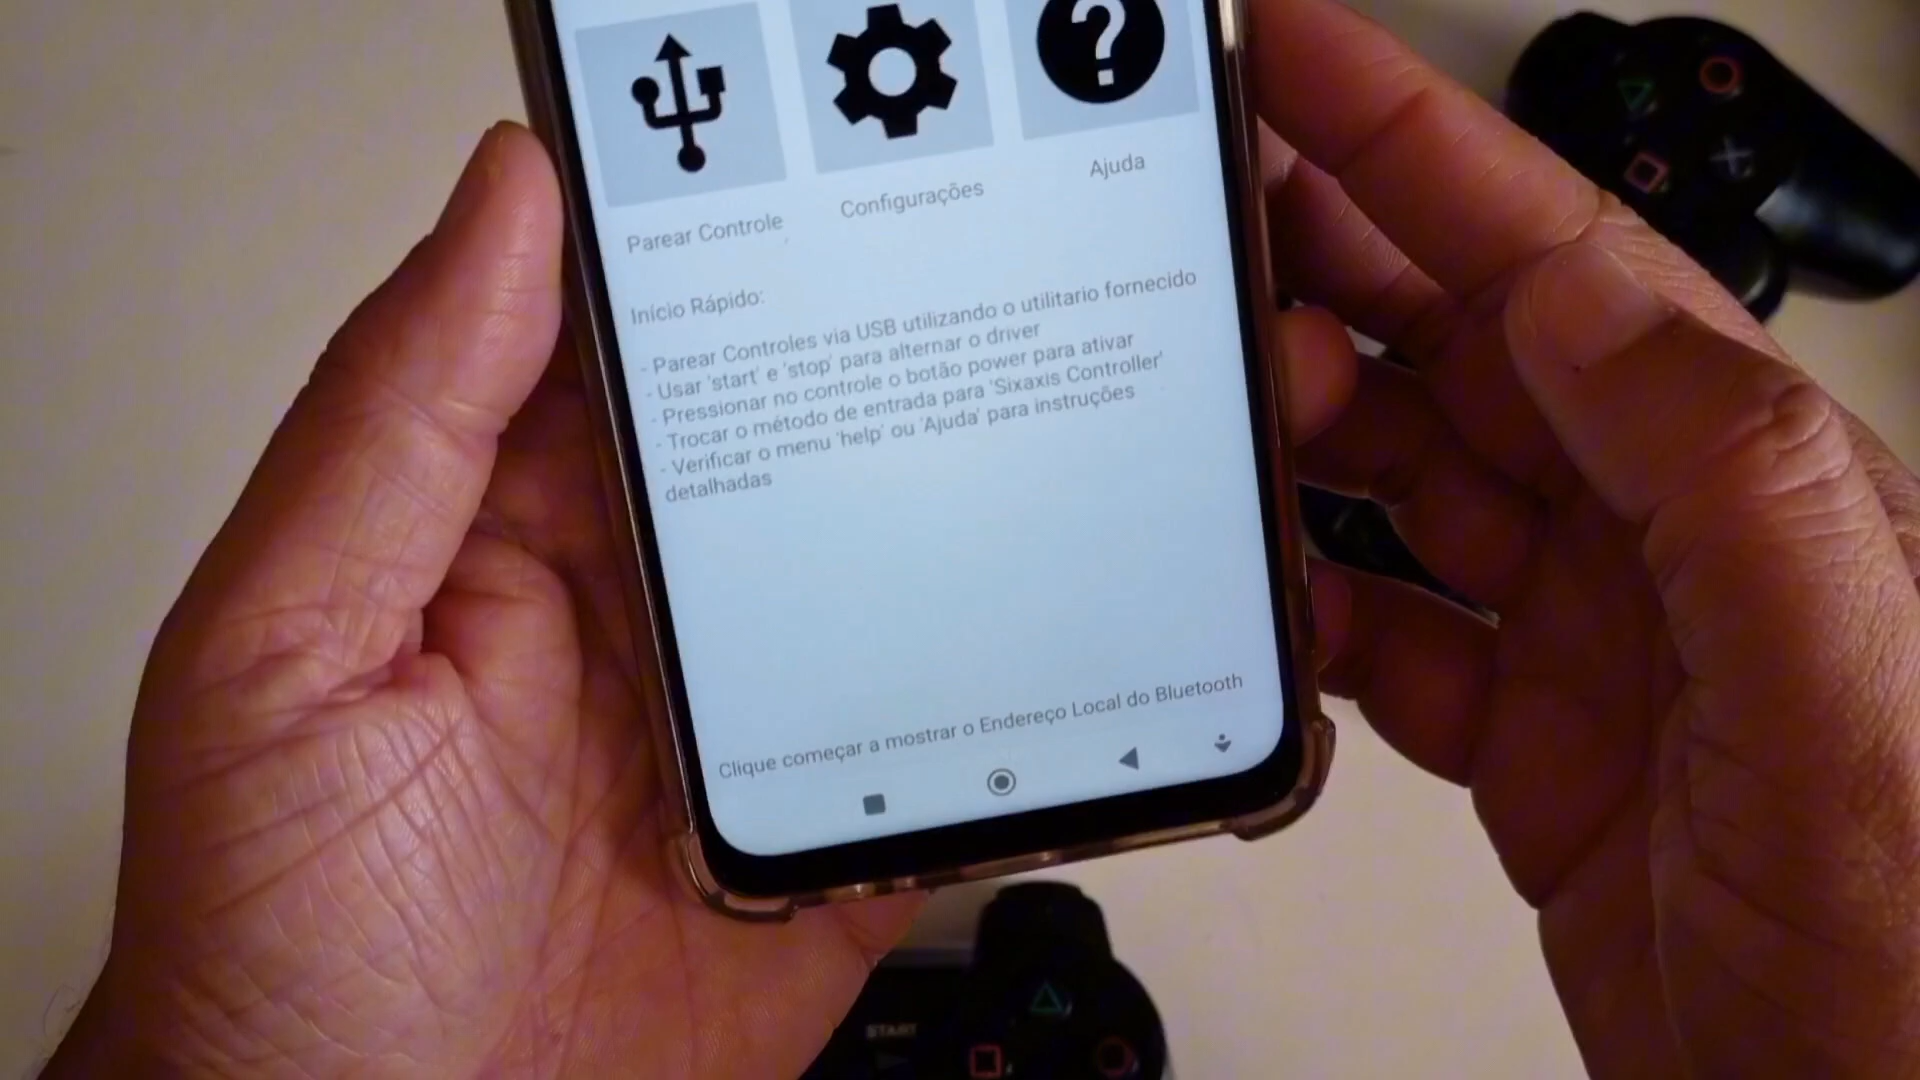 Parear Controle
Configurações
Ajuda
Início Rápido:
- Parear Controles via USB utilizando o utilitario fornecido
- Usar 'start' e 'stop' para alternar o driver
- Pressionar no controle o botão power para ativar
- Trocar o método de entrada para 'Sixaxis Controller'
- Verificar o menu 'help' ou 'Ajuda' para instruções
detalhadas
Clique começar a mostrar o Endereço Local do Bluetooth
START